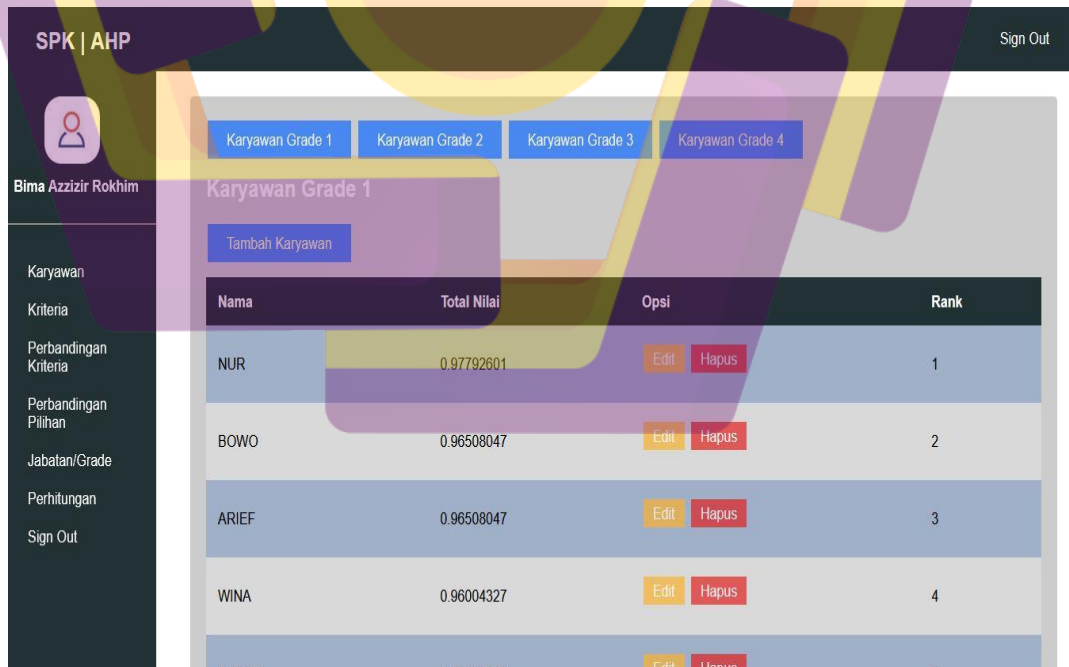 SPK | AHP
Sign Out
Bima Azzizir Rokhim
Karyawan
Kriteria
Perbandingan
Kriteria
Perbandingan
Pilihan
Jabatan/Grade
Perhitungan
Sign Out
Karyawan Grade 1 Karyawan Grade 2 Karyawan Grade 3 Karyawan Grade 4
Karyawan Grade 1
Tambah Karyawan
Nama Total Nilai Opsi Rank
NUR 0.97792601 Edit Hapus 1
BOWO 0.96508047 Edit Hapus 2
ARIEF 0.96508047 Edit Hapus 3
WINA 0.96004327 Edit Hapus 4
Edit Hapus